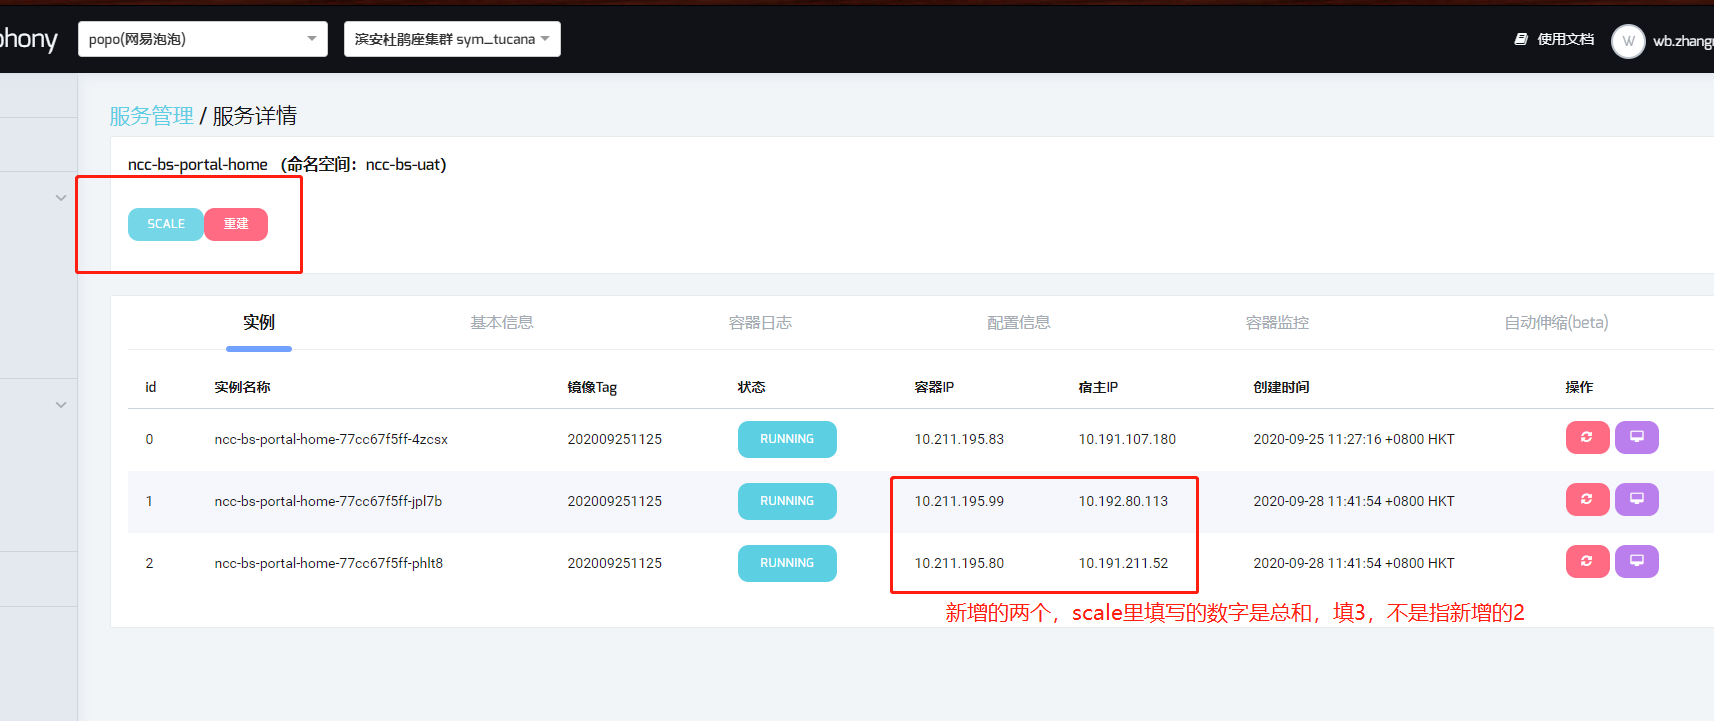 phony
popo(网易泡泡)
滨安杜鹃座集群 sym_tucana
使用文档
W
wb.zhang
服务管理 / 服务详情
ncc-bs-portal-home (命名空间: ncc-bs-uat)
SCALE
重建
实例
基本信息
容器日志
配置信息
容器监控
自动伸缩(beta)
id
实例名称
镜像Tag
状态
容器IP
宿主IP
创建时间
操作
0 ncc-bs-portal-home-77cc67f5ff-4zcsx 202009251125 RUNNING 10.211.195.83 10.191.107.180 2020-09-25 11:27:16 +0800 HKT
1 ncc-bs-portal-home-77cc67f5ff-jpl7b 202009251125 RUNNING 10.211.195.99 10.192.80.113 2020-09-28 11:41:54 +0800 HKT
2 ncc-bs-portal-home-77cc67f5ff-phlt8 202009251125 RUNNING 10.211.195.80 10.191.211.52 2020-09-28 11:41:54 +0800 HKT
新增的两个，scale里填写的数字是总和，填3，不是指新增的2